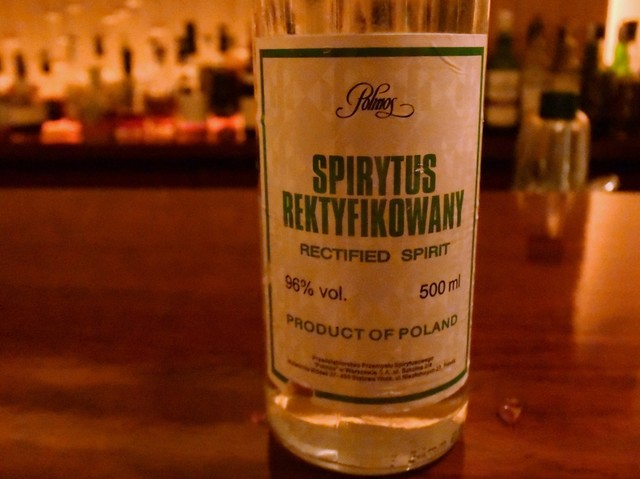 Polmos
SPIRYTUS
REKTYFIKOWANY
RECTIFIED SPIRIT
96% vol. 500 ml
PRODUCT OF POLAND